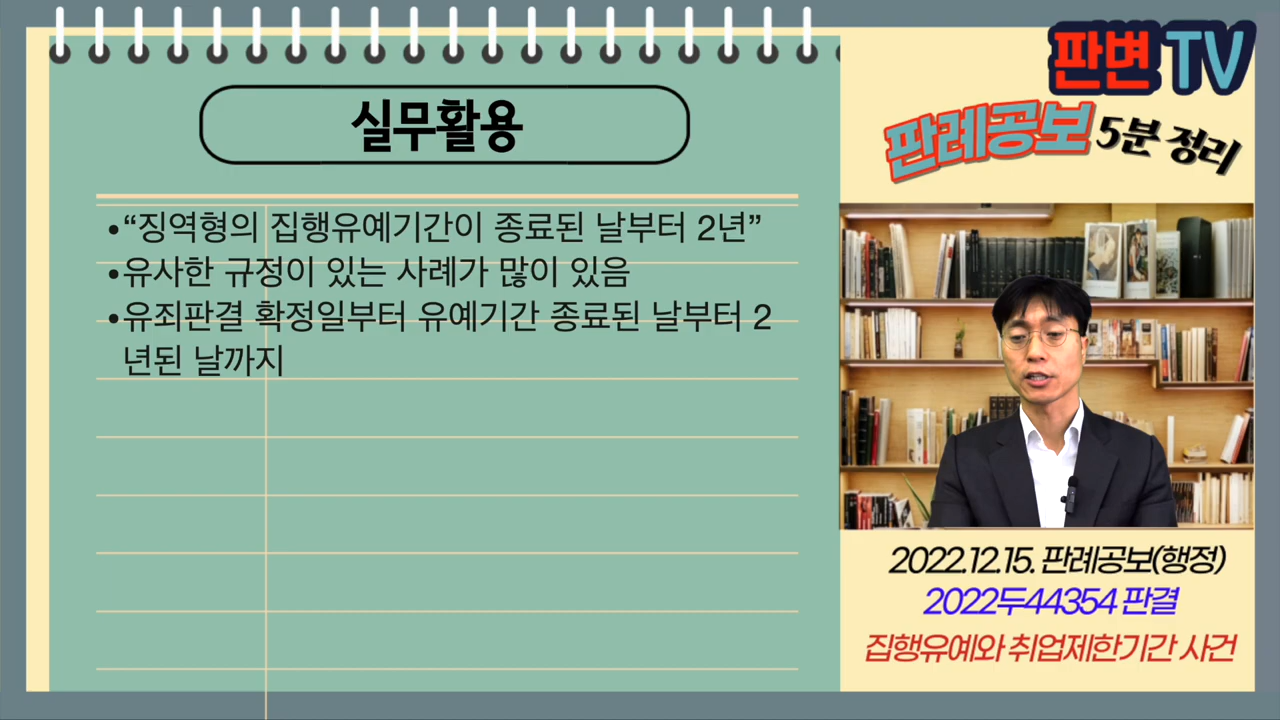 실무활용
•“징역형의 집행유예기간이 종료된 날부터 2년”
•유사한 규정이 있는 사례가 많이 있음
•유죄판결 확정일부터 유예기간 종료된 날부터 2
년된 날까지
판변 TV
판례공보 5분 정리
2022.12.15. 판례공보(행정)
2022두44354 판결
집행유예와 취업제한기간 사건